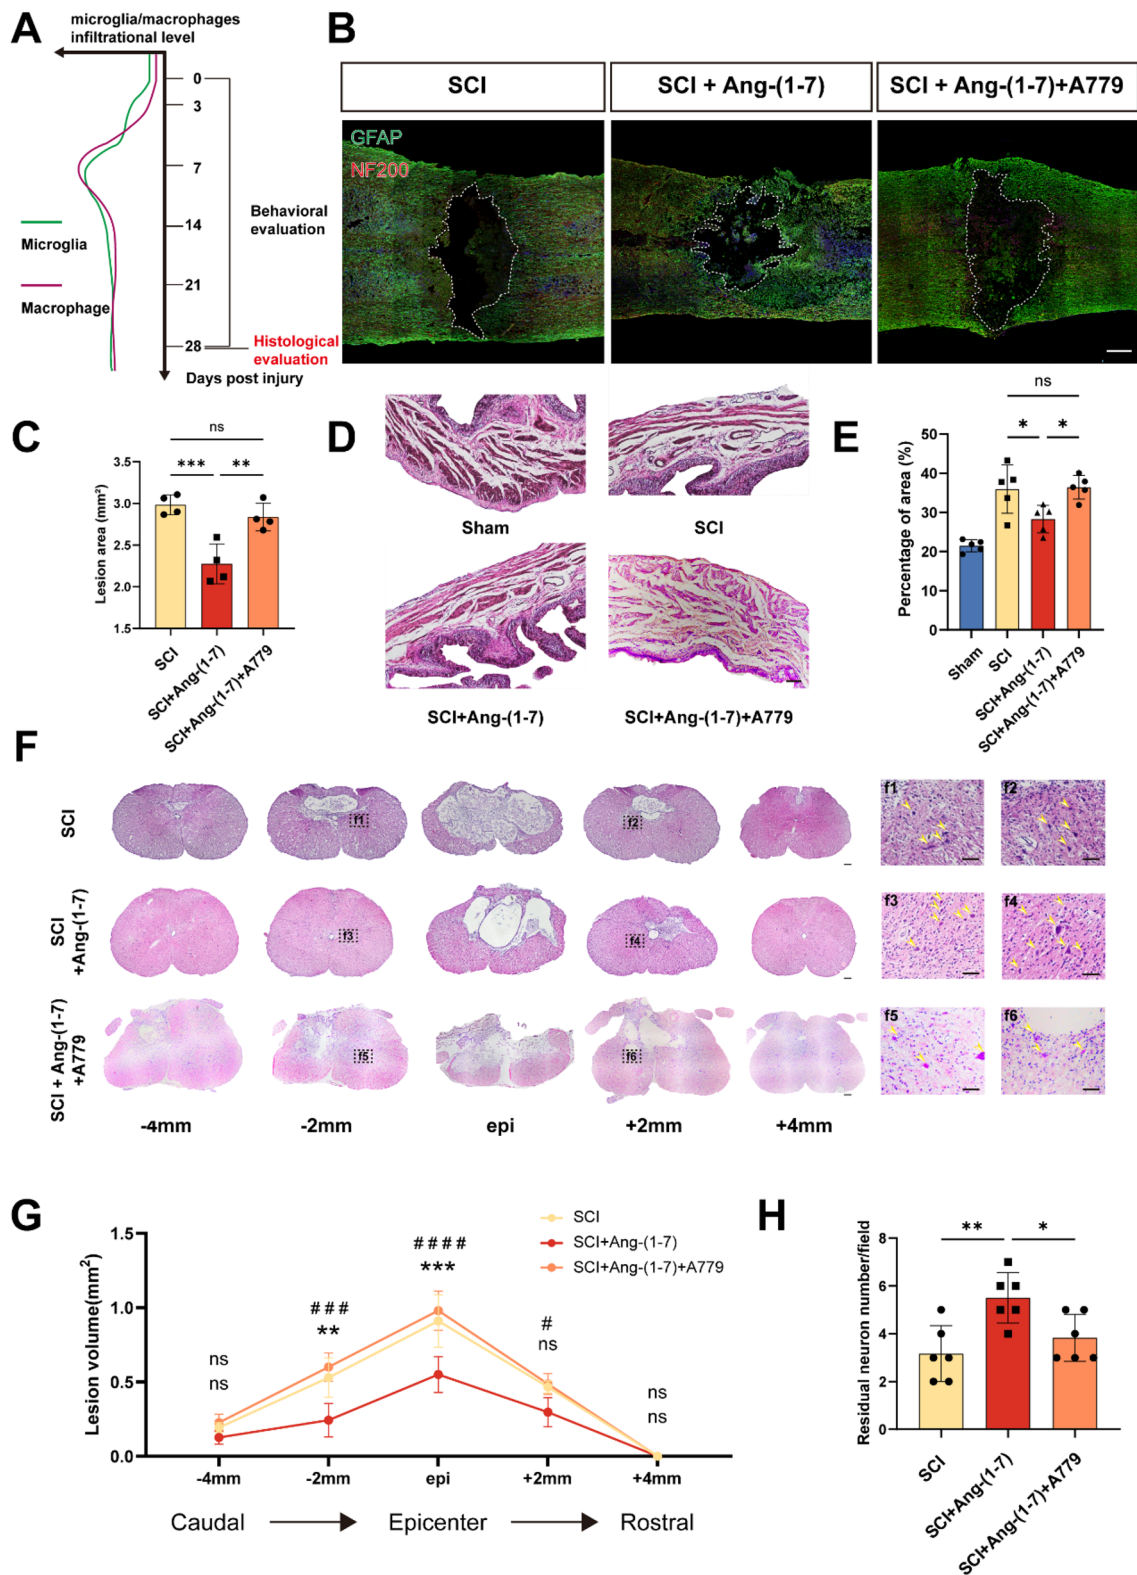 A
microglia/macrophages
infiltrational level
0
3
7
14
21
28
Microglia
Macrophage
Behavioral
evaluation
Histological
evaluation
Days post injury
B
SCI
SCI + Ang-(1-7)
SCI + Ang-(1-7)+A779
GFAP
NF200
C
ns
*** **
3.5
3.0
2.5
2.0
1.5
Lesion area (mm²)
SCI
SCI+Ang-(1-7)
SCI+Ang-(1-7)+A779
D
Sham
SCI
SCI+Ang-(1-7)
SCI+Ang-(1-7)+A779
E
ns
* *
50
40
30
20
10
0
Percentage of area (%)
Sham
SCI
SCI+Ang-(1-7)
SCI+Ang-(1-7)+A779
F
SCI
f1
f2
f1
f2
SCI
+Ang-(1-7)
f3
f4
f3
f4
SCI + Ang-(1-7)
+A779
f5
f6
f5
f6
-4mm
-2mm
epi
+2mm
+4mm
G
SCI
SCI+Ang-(1-7)
SCI+Ang-(1-7)+A779
1.5
1.0
0.5
0.0
Lesion volume(mm²)
ns
ns
###
**
####
***
#
ns
ns
ns
-4mm
-2mm
epi
+2mm
+4mm
Caudal
Epicenter
Rostral
H
** *
8
6
4
2
0
Residual neuron number/field
SCI
SCI+Ang-(1-7)
SCI+Ang-(1-7)+A779